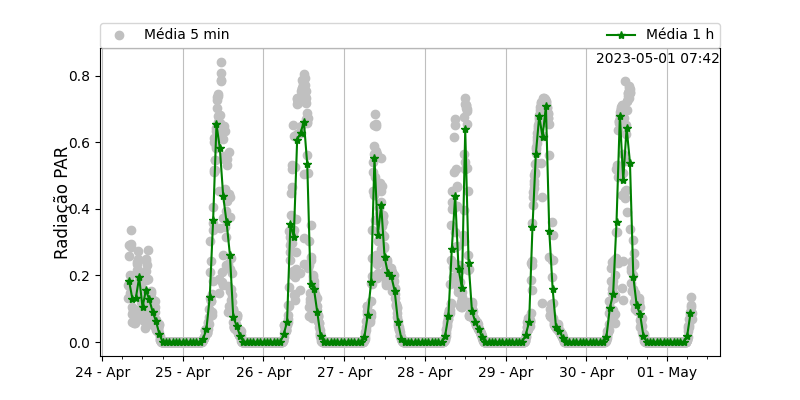 Média 5 min
Média 1 h
2023-05-01 07:42
Radiação PAR
0.8
0.6
0.4
0.2
0.0
24 - Apr
25 - Apr
26 - Apr
27 - Apr
28 - Apr
29 - Apr
30 - Apr
01 - May